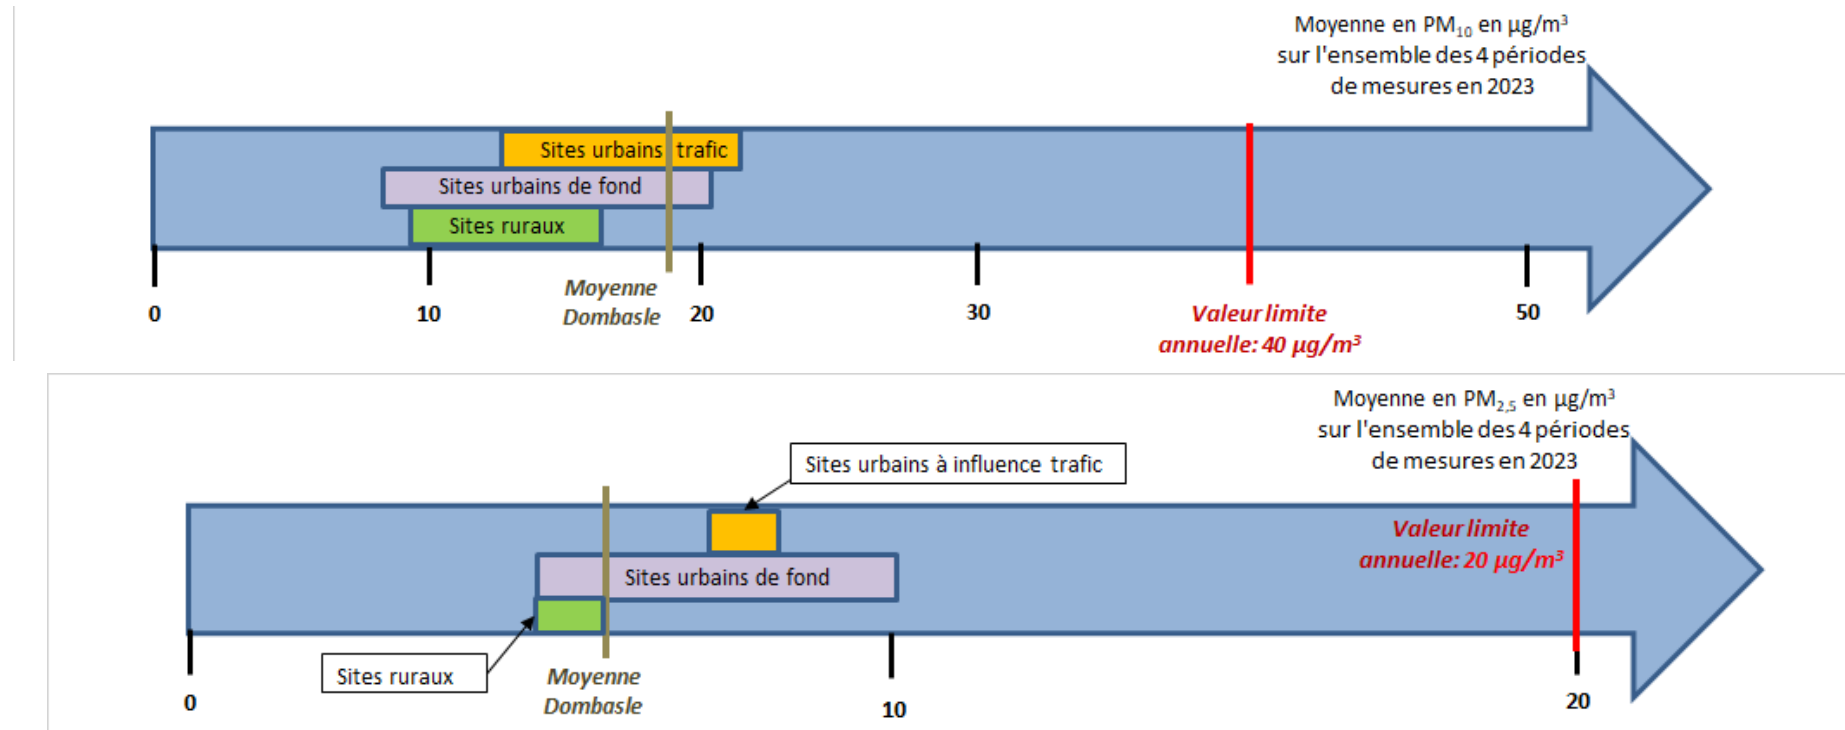 Moyenne en PM₁₀ en µg/m³
sur l'ensemble des 4 périodes
de mesures en 2023
Sites urbains trafic
Sites urbains de fond
Sites ruraux
Moyenne
Dombasle
0
10
20
30
Valeur limite
annuelle: 40 µg/m³
50
Moyenne en PM₂,₅ en µg/m³
sur l'ensemble des 4 périodes
de mesures en 2023
Sites urbains à influence trafic
Valeur limite
annuelle: 20 µg/m³
Sites urbains de fond
Sites ruraux
Moyenne
Dombasle
0
10
20